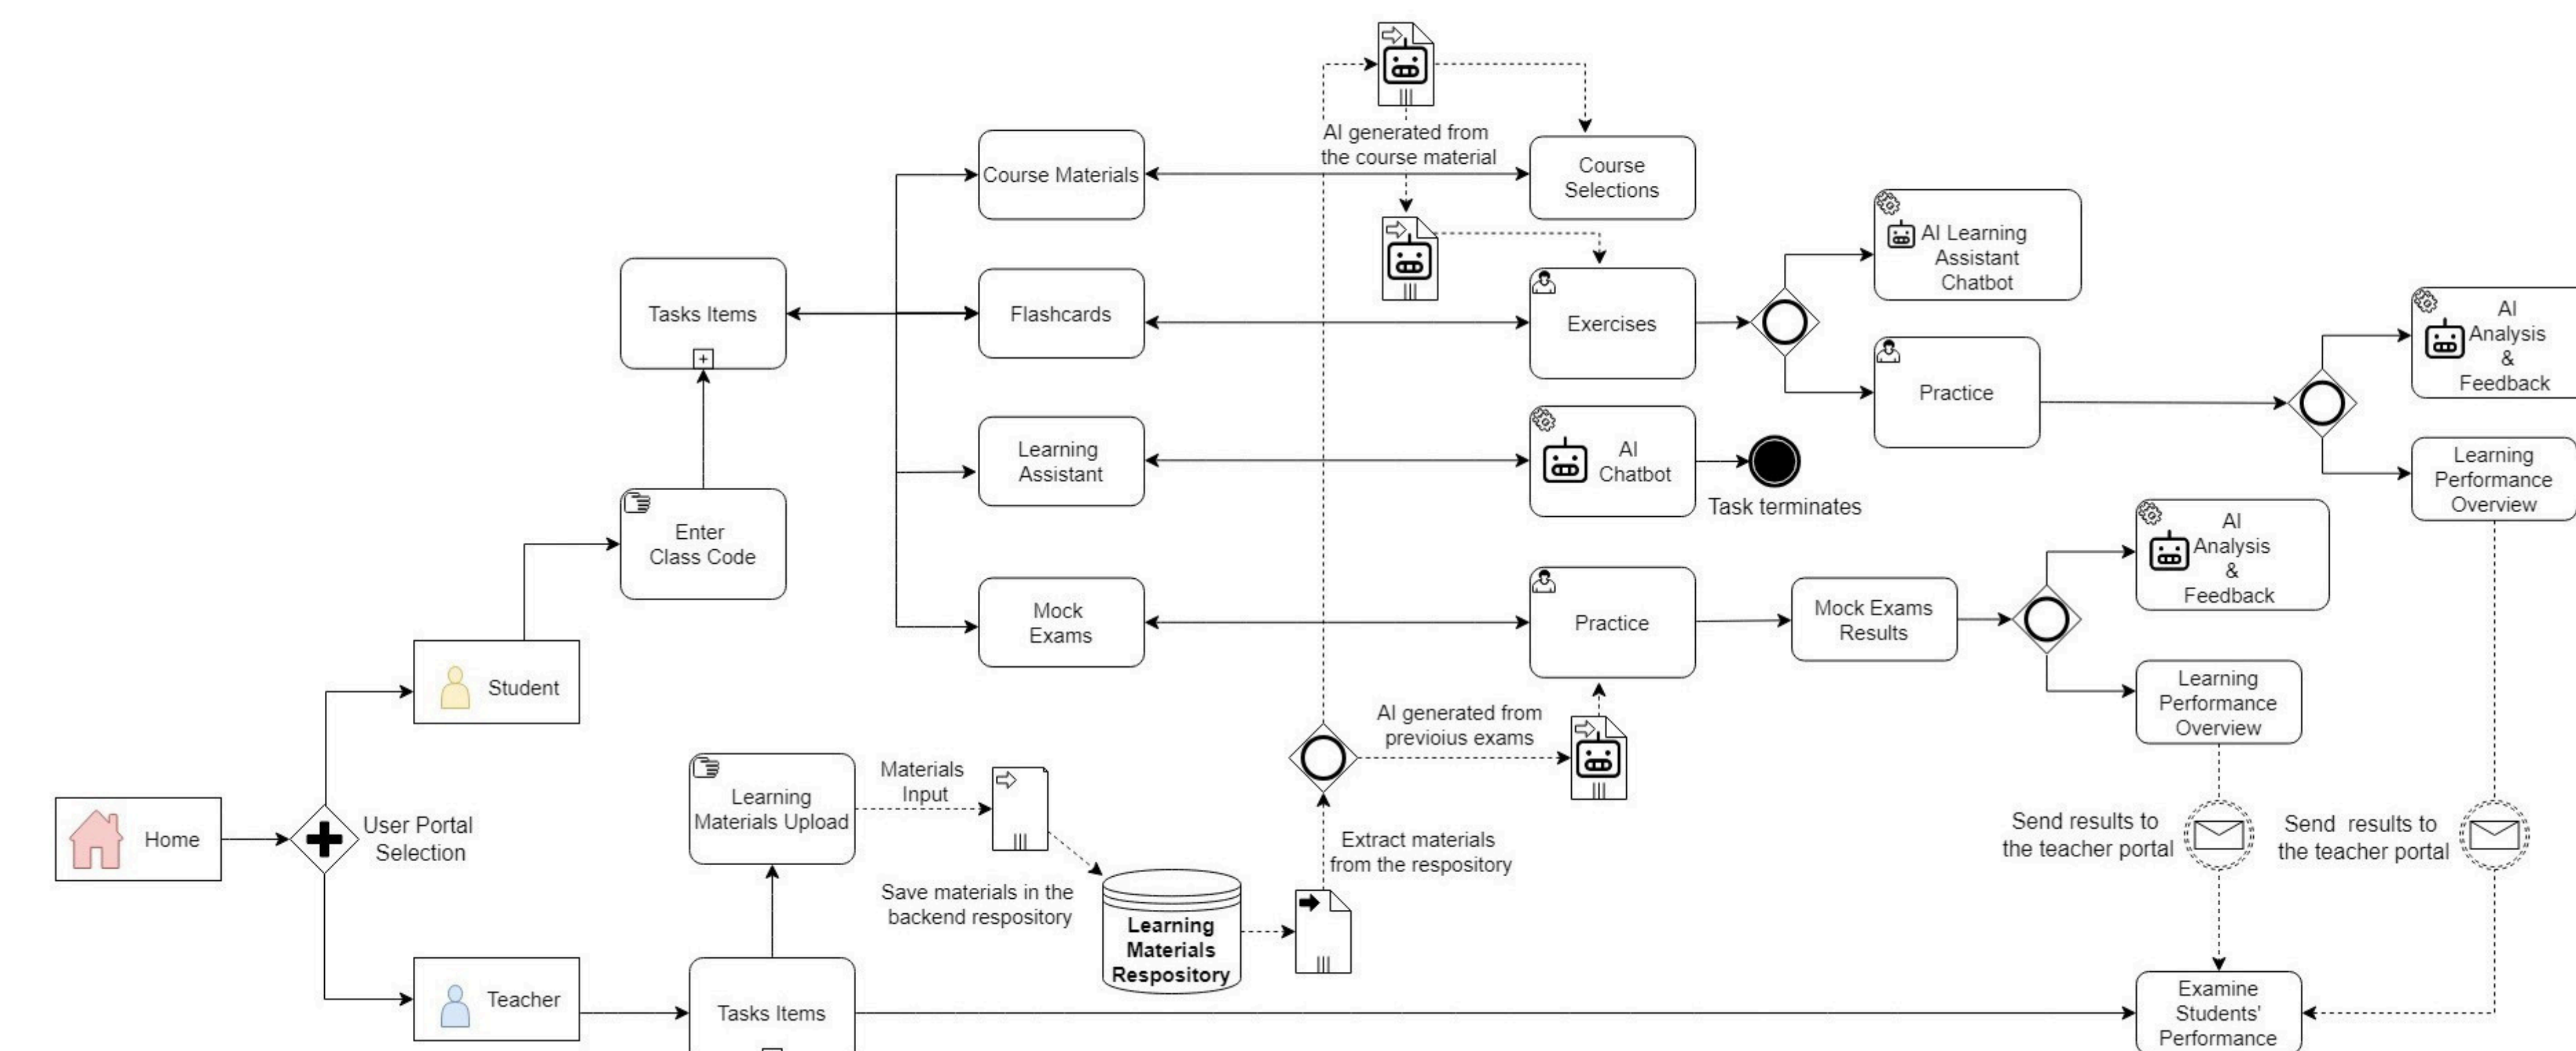 AI generated from
the course material
Course Materials
Course
Selections
AI Learning
Assistant
Chatbot
Tasks Items
Flashcards
Exercises
Practice
AI
Analysis
&
Feedback
Learning
Assistant
AI
Chatbot
Task terminates
Learning
Performance
Overview
Enter
Class Code
AI
Analysis
&
Feedback
Mock
Exams
Practice
Mock Exams
Results
Student
Learning
Performance
Overview
AI generated from
previoius exams
Learning
Materials Upload
Materials
Input
Home
User Portal
Selection
Extract materials
from the respository
Send results to
the teacher portal
Send results to
the teacher portal
Save materials in the
backend respository
Learning
Materials
Respository
Teacher
Tasks Items
Examine
Students'
Performance